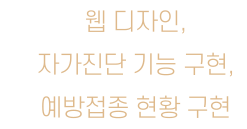 웹 디자인,
자가진단 기능 구현,
예방접종 현황 구현